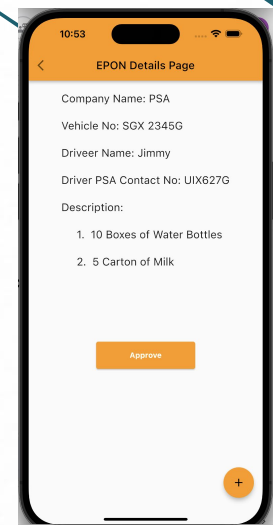 10:53
EPON Details Page
Company Name: PSA
Vehicle No: SGX 2345G
Driveer Name: Jimmy
Driver PSA Contact No: UIX627G
Description:
1. 10 Boxes of Water Bottles
2. 5 Carton of Milk
Approve
+